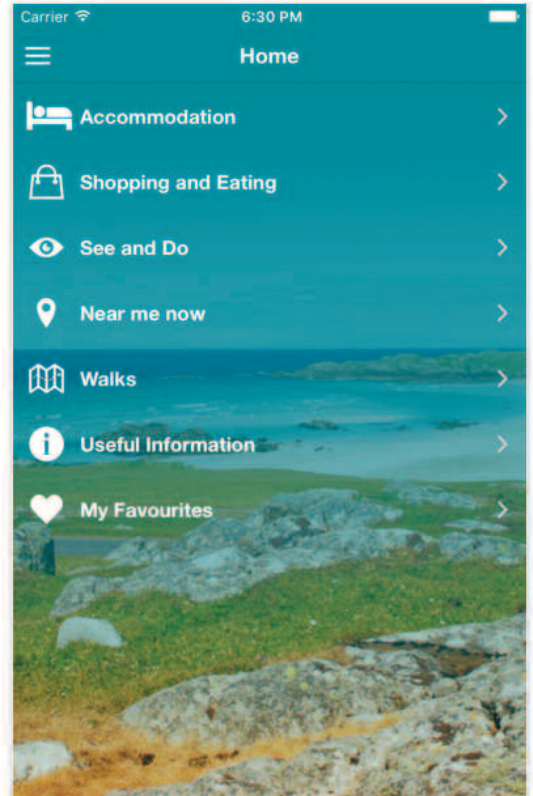 Carrier 6:30 PM
Home
Accommodation
Shopping and Eating
See and Do
Near me now
Walks
Useful Information
My Favourites